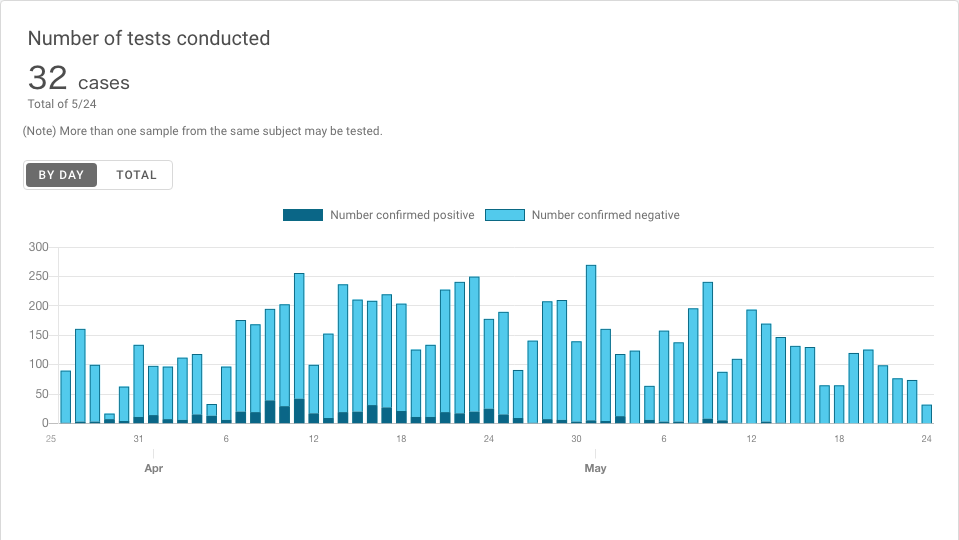 Number of tests conducted
32 cases
Total of 5/24
(Note) More than one sample from the same subject may be tested.
BY DAY TOTAL
Number confirmed positive Number confirmed negative
300
250
200
150
100
50
0
25 31 6 12 18 24 30 6 12 18 24
Apr May